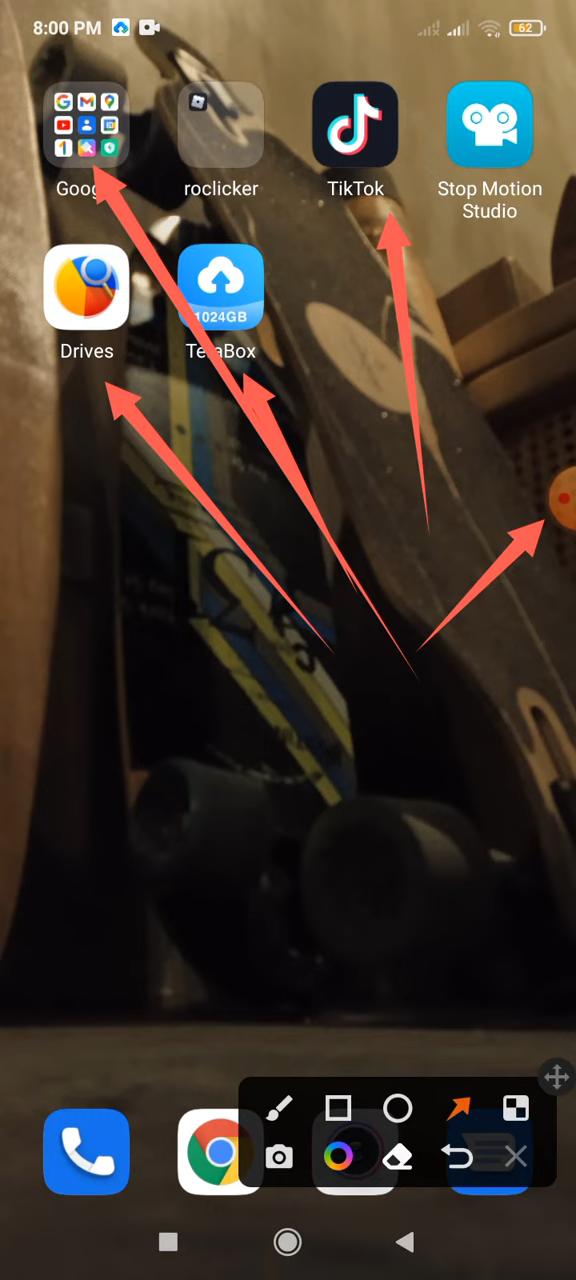 8:00 PM
62
Goog
roclicker
TikTok
Stop Motion
Studio
1024GB
Drives
TeraBox